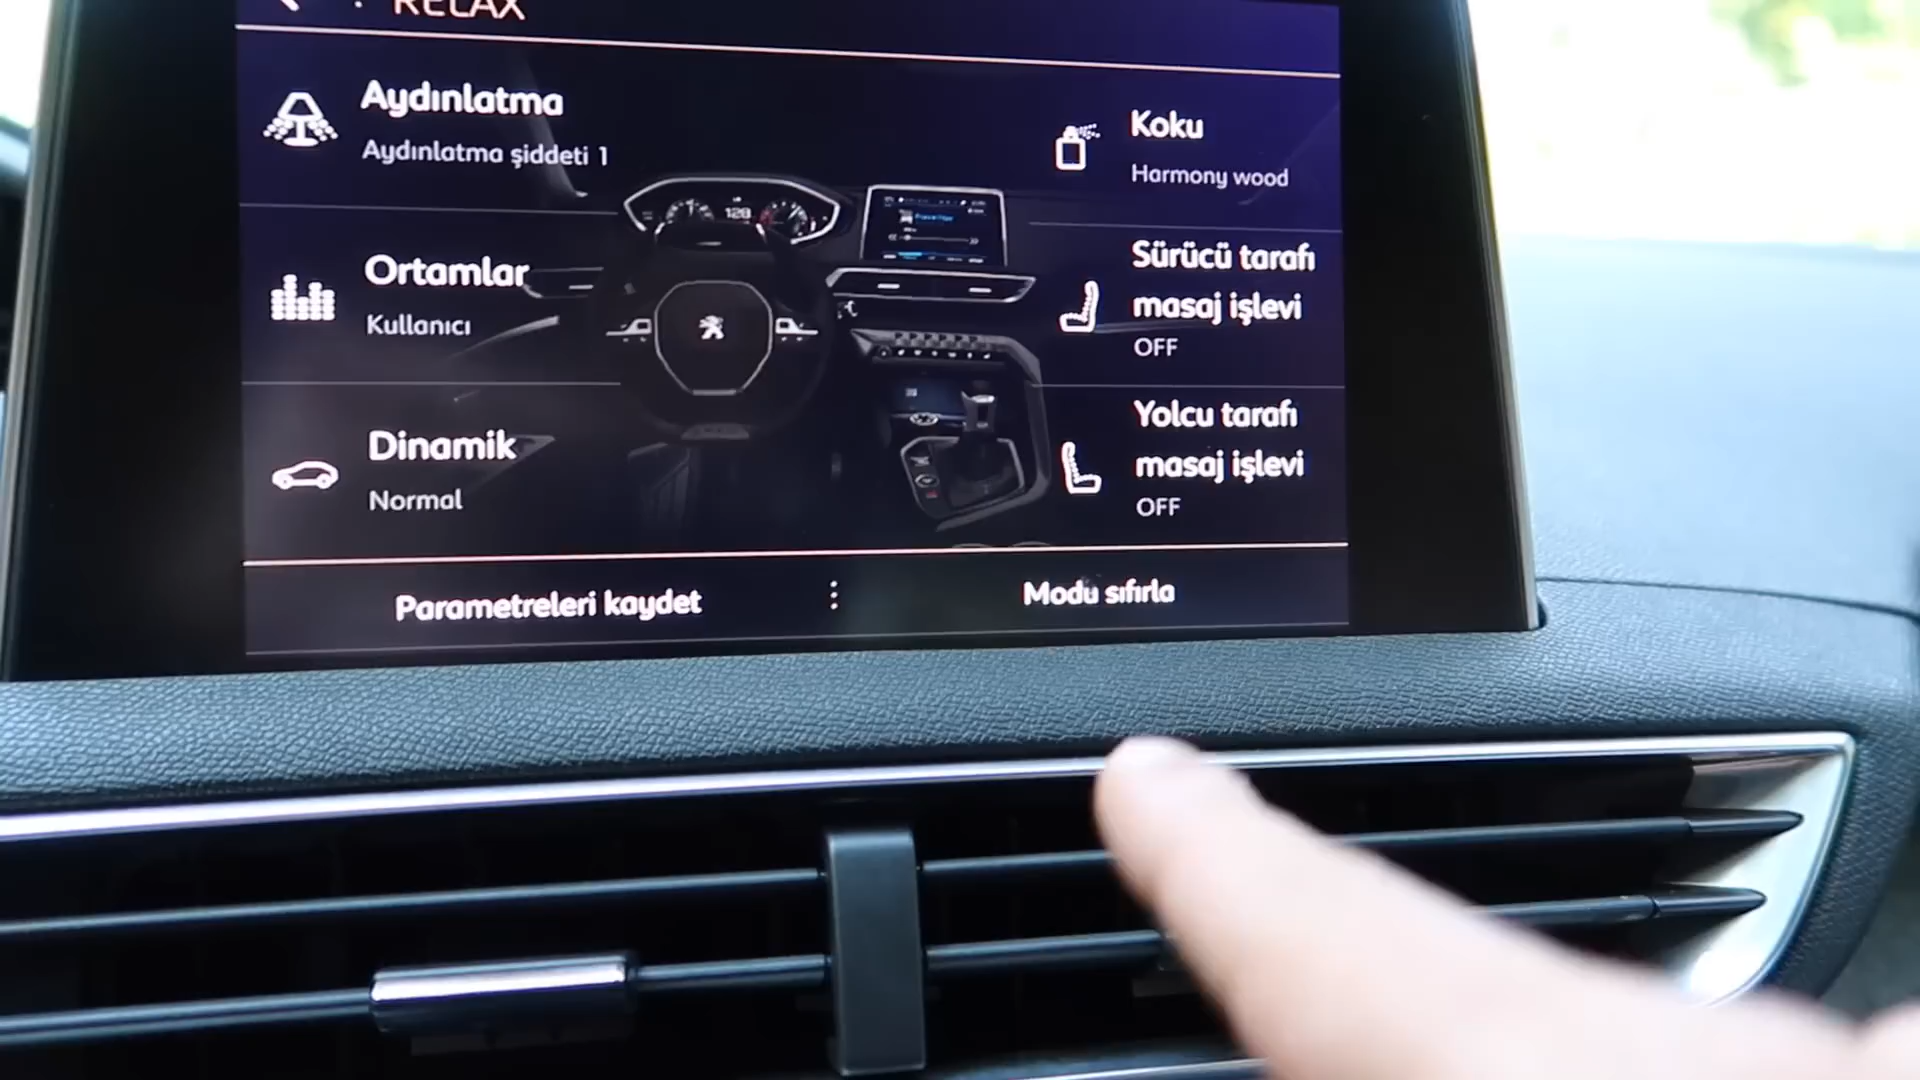 RELAX
Aydınlatma
Aydınlatma şiddeti 1
Ortamlar
Kullanıcı
Dinamik
Normal
128
Koku
Harmony wood
Sürücü tarafı
masaj işlevi
OFF
Yolcu tarafı
masaj işlevi
OFF
Parametreleri kaydet
Modu sıfırla